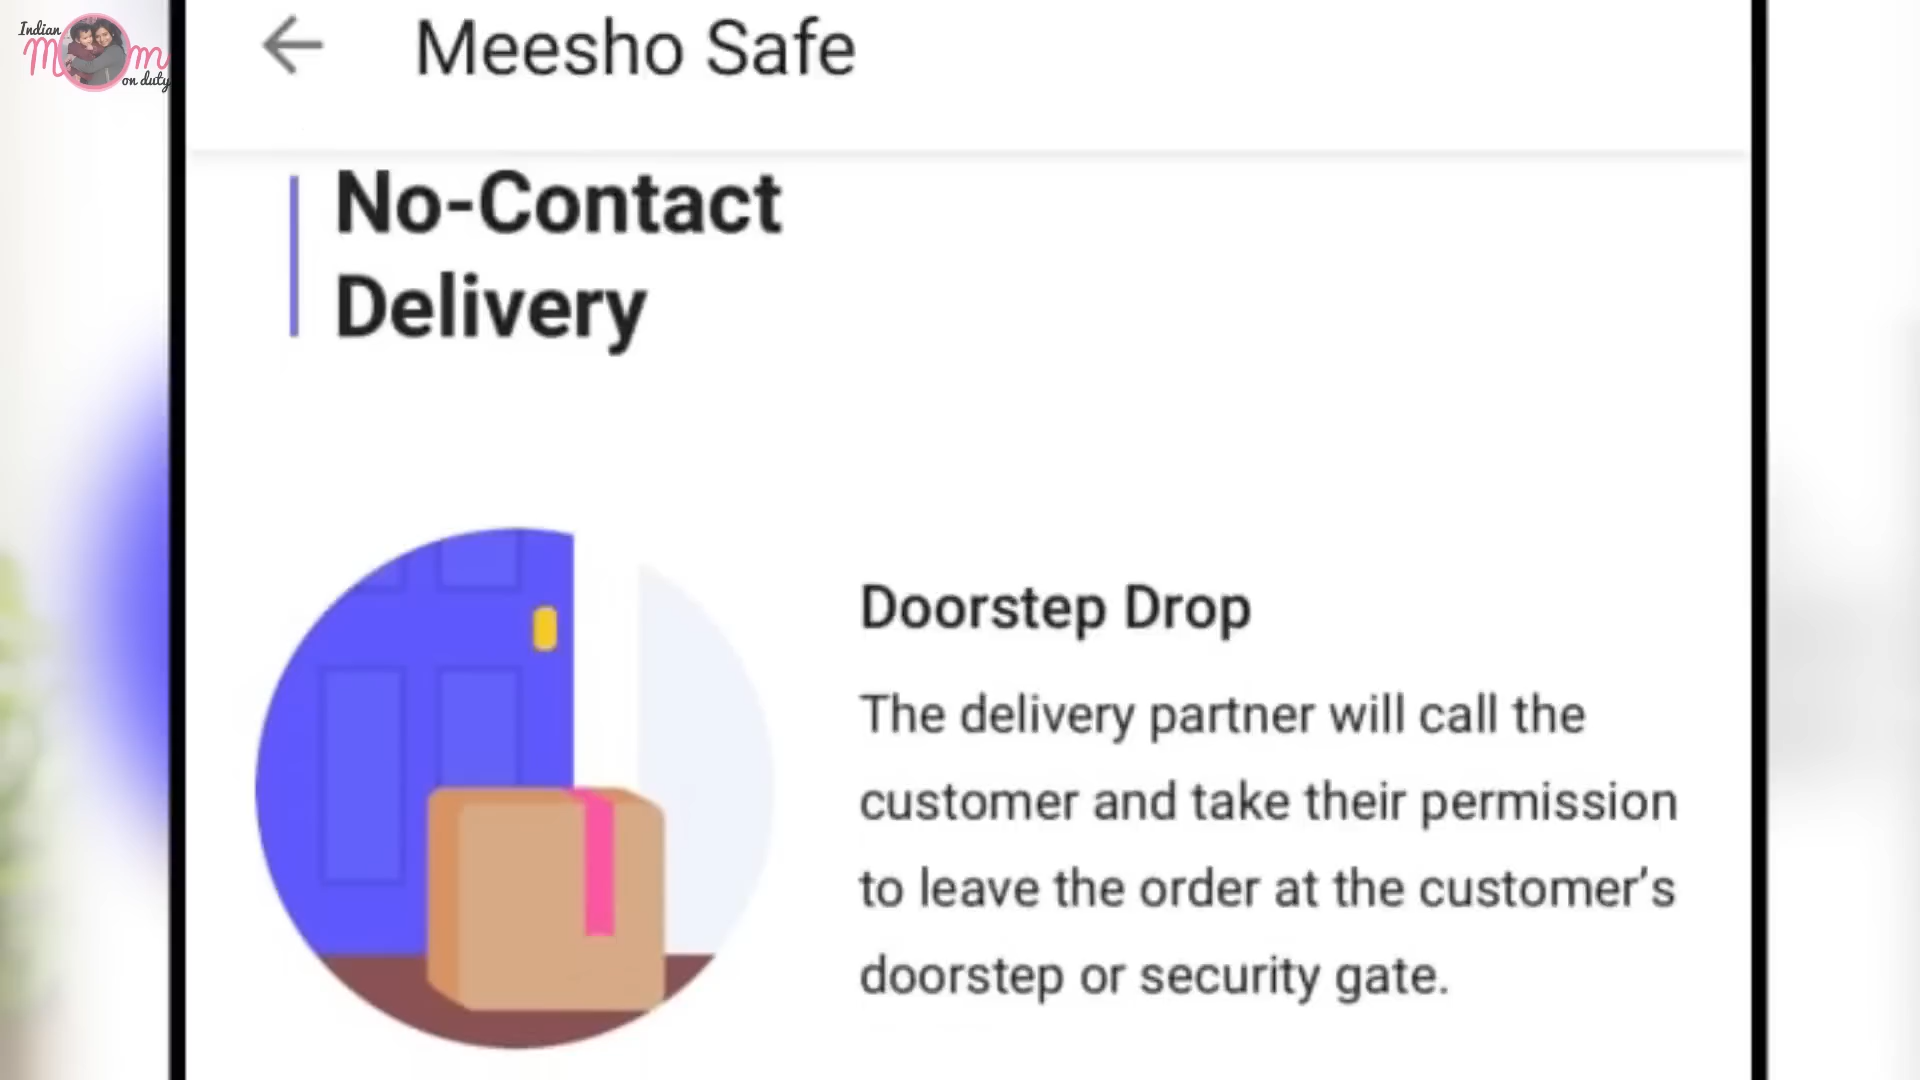 Indian
Mom
on duty
Meesho Safe
No-Contact
Delivery
Doorstep Drop
The delivery partner will call the
customer and take their permission
to leave the order at the customer’s
doorstep or security gate.